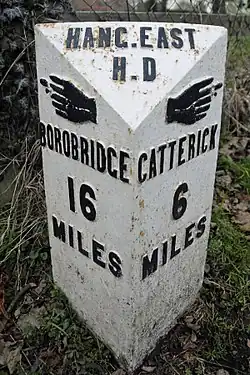 HANG.EAST
H.D
BOROBRIDGE
16
MILES
CATTERICK
6
MILES